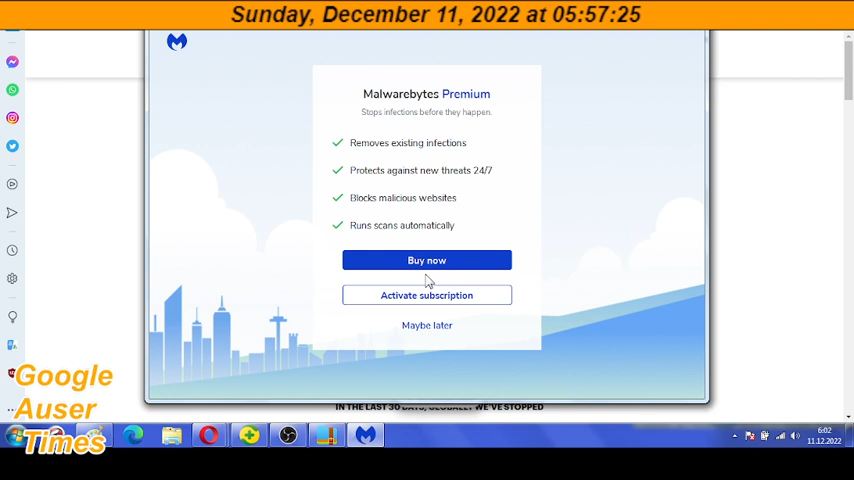 Sunday, December 11, 2022 at 05:57:25
Malwarebytes Premium
Stops infections before they happen.
Removes existing infections
Protects against new threats 24/7
Blocks malicious websites
Runs scans automatically
Buy now
Activate subscription
Maybe later
IN THE LAST 30 DAYS, GLOBALLY WE'VE STOPPED
Google
Auser
Times
6:02
11.12.2022